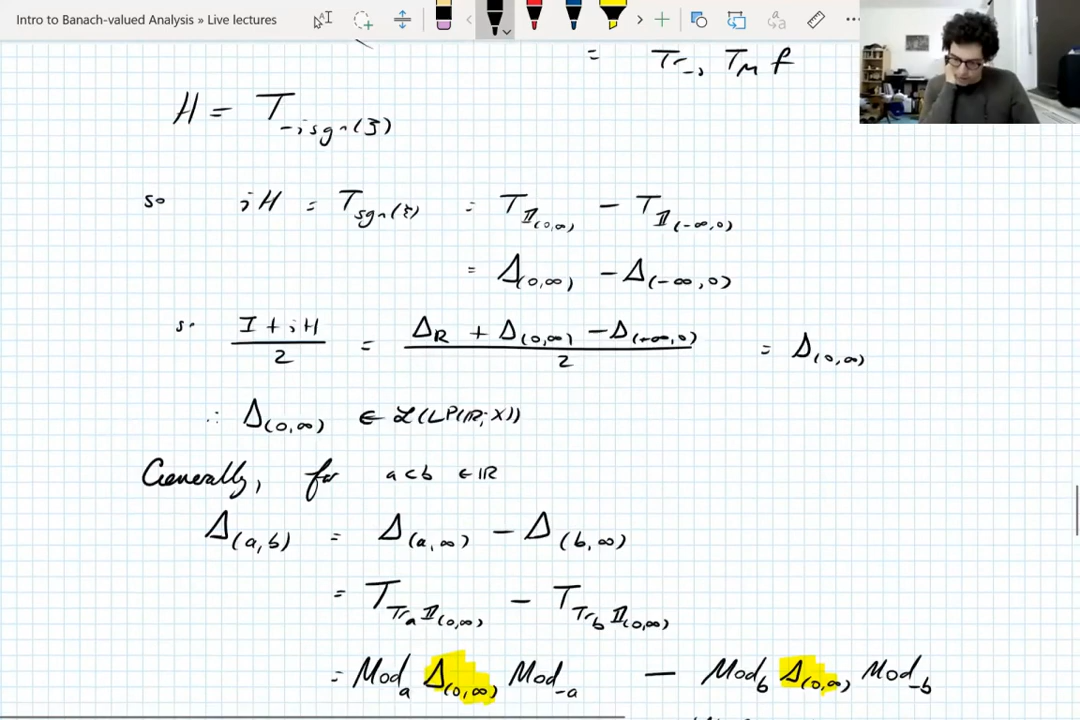 Intro to Banach-valued Analysis » Live lectures
= Tr₋, T_M f
H = T_{-i sgn(ξ)}
so iH = T_{sgn(ξ)} = T_{𝟙(0,∞)} − T_{𝟙(-∞,0)}
= Δ_{(0,∞)} − Δ_{(-∞,0)}
so (I + iH)/2 = (Δ_ℝ + Δ_{(0,∞)} − Δ_{(-∞,0)})/2 = Δ_{(0,∞)}
∴ Δ_{(0,∞)} ∈ ℒ(L^p(ℝ;X))
Generally, for a<b ∈ ℝ
Δ_{(a,b)} = Δ_{(a,∞)} − Δ_{(b,∞)}
= T_{Tr_a 𝟙(0,∞)} − T_{Tr_b 𝟙(0,∞)}
= Mod_a Δ_{(0,∞)} Mod_{-a} − Mod_b Δ_{(0,∞)} Mod_{-b}